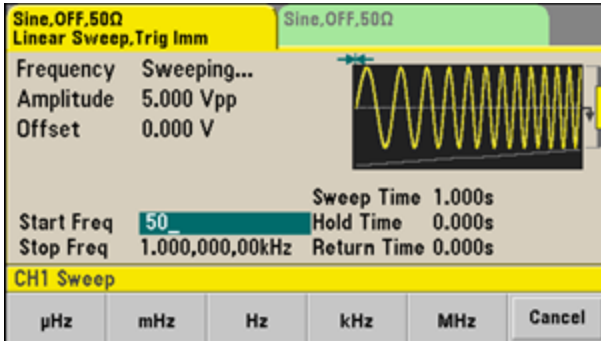 Sine,OFF,50Ω
Linear Sweep,Trig Imm
Sine,OFF,50Ω
Frequency Sweeping...
Amplitude 5.000 Vpp
Offset 0.000 V
Sweep Time 1.000s
Start Freq 50_ Hold Time 0.000s
Stop Freq 1.000,000,00kHz Return Time 0.000s
CH1 Sweep
µHz mHz Hz kHz MHz Cancel